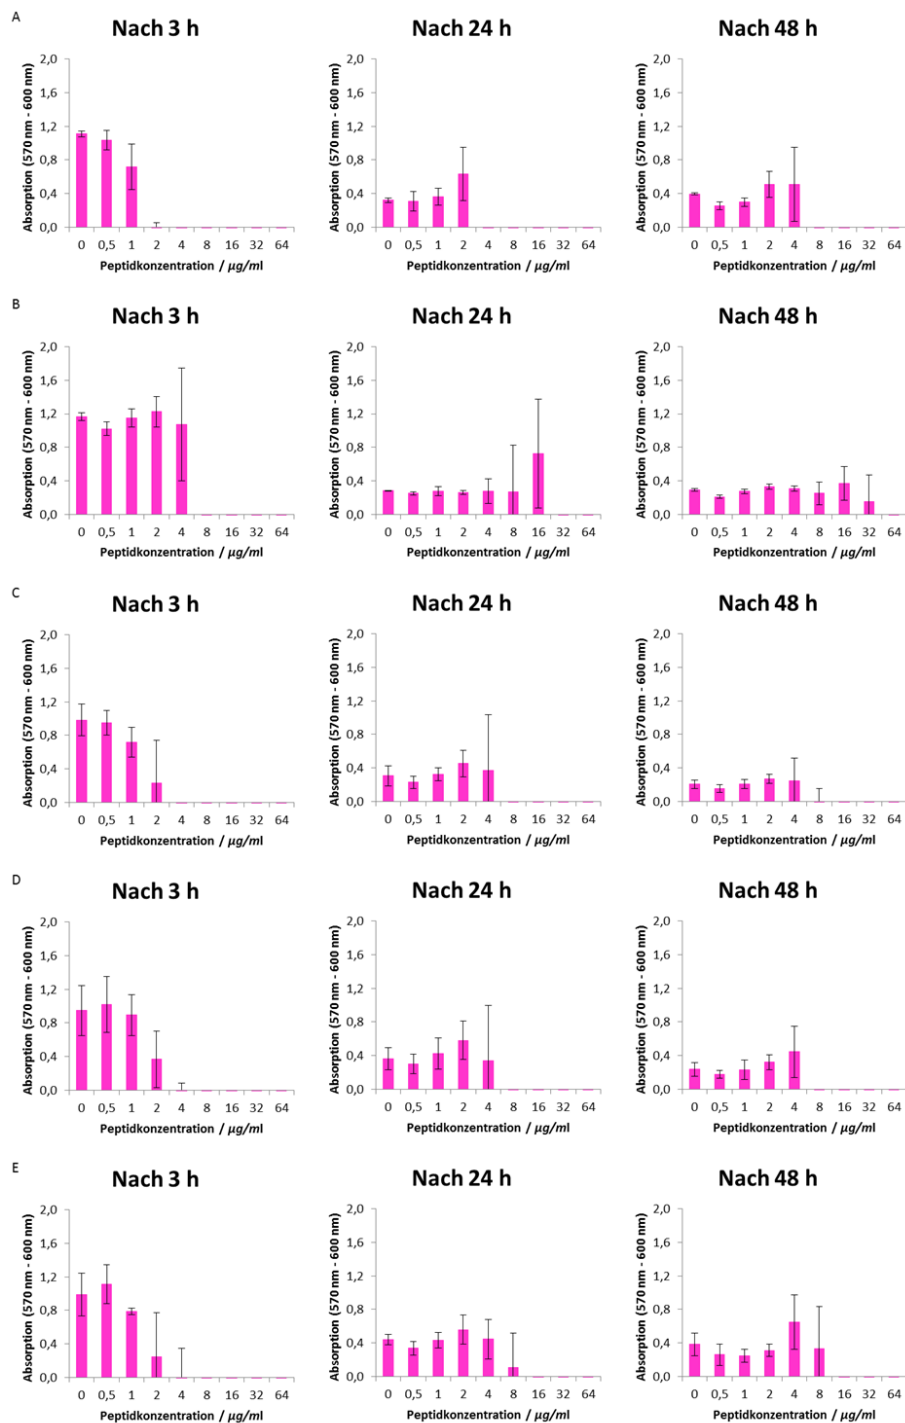 A
Nach 3 h
Nach 24 h
Nach 48 h
Absorption (570 nm - 600 nm)
2,0
1,6
1,2
0,8
0,4
0,0
0 0,5 1 2 4 8 16 32 64
Peptidkonzentration / µg/ml
Absorption (570 nm - 600 nm)
2,0
1,6
1,2
0,8
0,4
0,0
0 0,5 1 2 4 8 16 32 64
Peptidkonzentration / µg/ml
Absorption (570 nm - 600 nm)
2,0
1,6
1,2
0,8
0,4
0,0
0 0,5 1 2 4 8 16 32 64
Peptidkonzentration / µg/ml
B
Nach 3 h
Nach 24 h
Nach 48 h
Absorption (570 nm - 600 nm)
2,0
1,6
1,2
0,8
0,4
0,0
0 0,5 1 2 4 8 16 32 64
Peptidkonzentration / µg/ml
Absorption (570 nm - 600 nm)
2,0
1,6
1,2
0,8
0,4
0,0
0 0,5 1 2 4 8 16 32 64
Peptidkonzentration / µg/ml
Absorption (570 nm - 600 nm)
2,0
1,6
1,2
0,8
0,4
0,0
0 0,5 1 2 4 8 16 32 64
Peptidkonzentration / µg/ml
C
Nach 3 h
Nach 24 h
Nach 48 h
Absorption (570 nm - 600 nm)
2,0
1,6
1,2
0,8
0,4
0,0
0 0,5 1 2 4 8 16 32 64
Peptidkonzentration / µg/ml
Absorption (570 nm - 600 nm)
2,0
1,6
1,2
0,8
0,4
0,0
0 0,5 1 2 4 8 16 32 64
Peptidkonzentration / µg/ml
Absorption (570 nm - 600 nm)
2,0
1,6
1,2
0,8
0,4
0,0
0 0,5 1 2 4 8 16 32 64
Peptidkonzentration / µg/ml
D
Nach 3 h
Nach 24 h
Nach 48 h
Absorption (570 nm - 600 nm)
2,0
1,6
1,2
0,8
0,4
0,0
0 0,5 1 2 4 8 16 32 64
Peptidkonzentration / µg/ml
Absorption (570 nm - 600 nm)
2,0
1,6
1,2
0,8
0,4
0,0
0 0,5 1 2 4 8 16 32 64
Peptidkonzentration / µg/ml
Absorption (570 nm - 600 nm)
2,0
1,6
1,2
0,8
0,4
0,0
0 0,5 1 2 4 8 16 32 64
Peptidkonzentration / µg/ml
E
Nach 3 h
Nach 24 h
Nach 48 h
Absorption (570 nm - 600 nm)
2,0
1,6
1,2
0,8
0,4
0,0
0 0,5 1 2 4 8 16 32 64
Peptidkonzentration / µg/ml
Absorption (570 nm - 600 nm)
2,0
1,6
1,2
0,8
0,4
0,0
0 0,5 1 2 4 8 16 32 64
Peptidkonzentration / µg/ml
Absorption (570 nm - 600 nm)
2,0
1,6
1,2
0,8
0,4
0,0
0 0,5 1 2 4 8 16 32 64
Peptidkonzentration / µg/ml